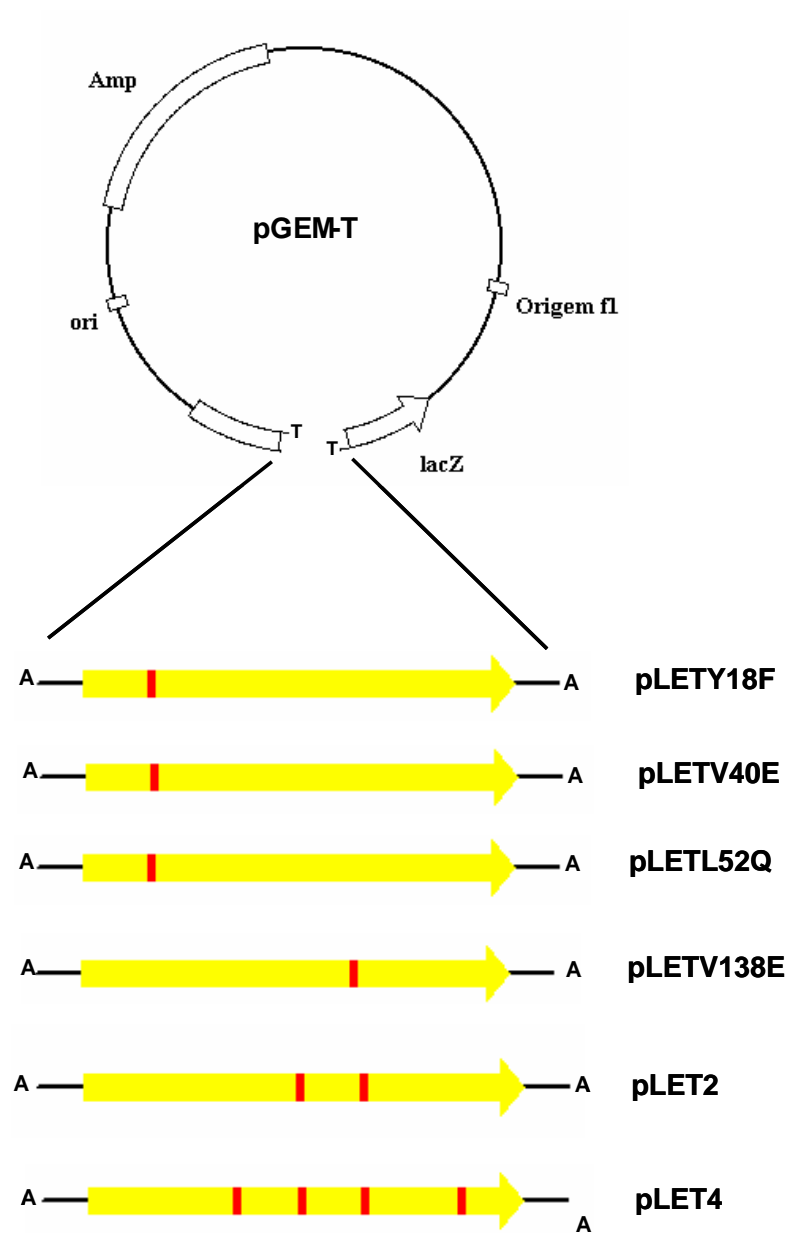 Amp
pGEM-T
ori
Origem f1
T
T
lacZ
A
A
pLETY18F
A
A
pLETV40E
A
A
pLETL52Q
A
A
pLETV138E
A
A
pLET2
A
A
pLET4